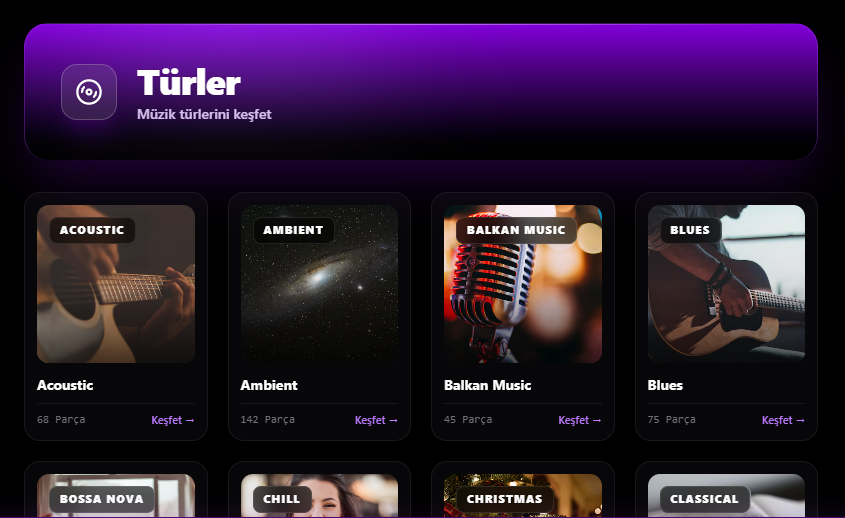 Türler
Müzik türlerini keşfet
ACOUSTIC
AMBIENT
BALKAN MUSIC
BLUES
Acoustic
Ambient
Balkan Music
Blues
68 Parça
Keşfet →
142 Parça
Keşfet →
45 Parça
Keşfet →
75 Parça
Keşfet →
BOSSA NOVA
CHILL
CHRISTMAS
CLASSICAL